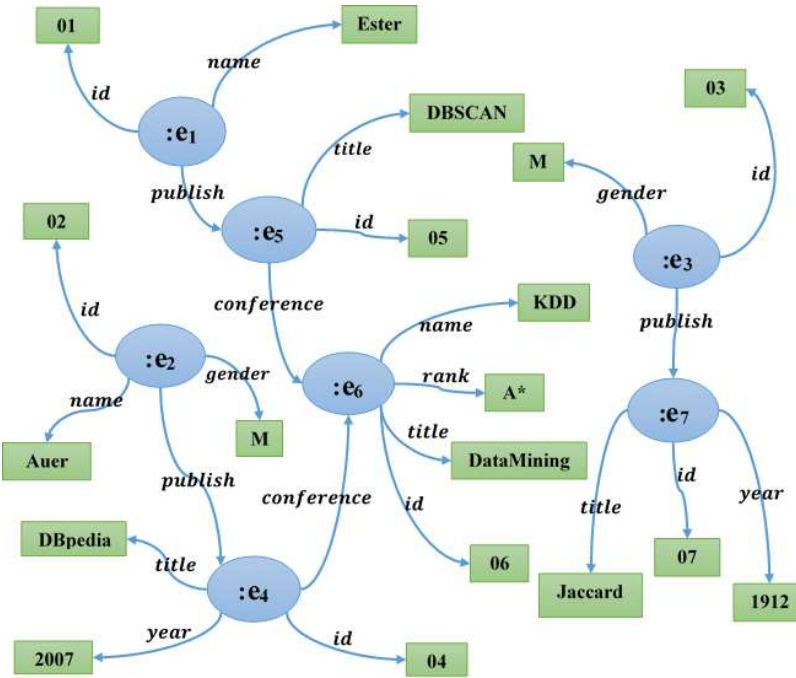 01
Ester
name
id
03
DBSCAN
:e₁
title
M
id
publish
gender
02
:e₅
id
05
:e₃
id
conference
KDD
name
publish
:e₂
gender
:e₆
rank
A*
name
title
:e₇
M
Auer
DataMining
publish
conference
id
id
year
title
DBpedia
title
06
07
:e₄
Jaccard
1912
year
id
2007
04